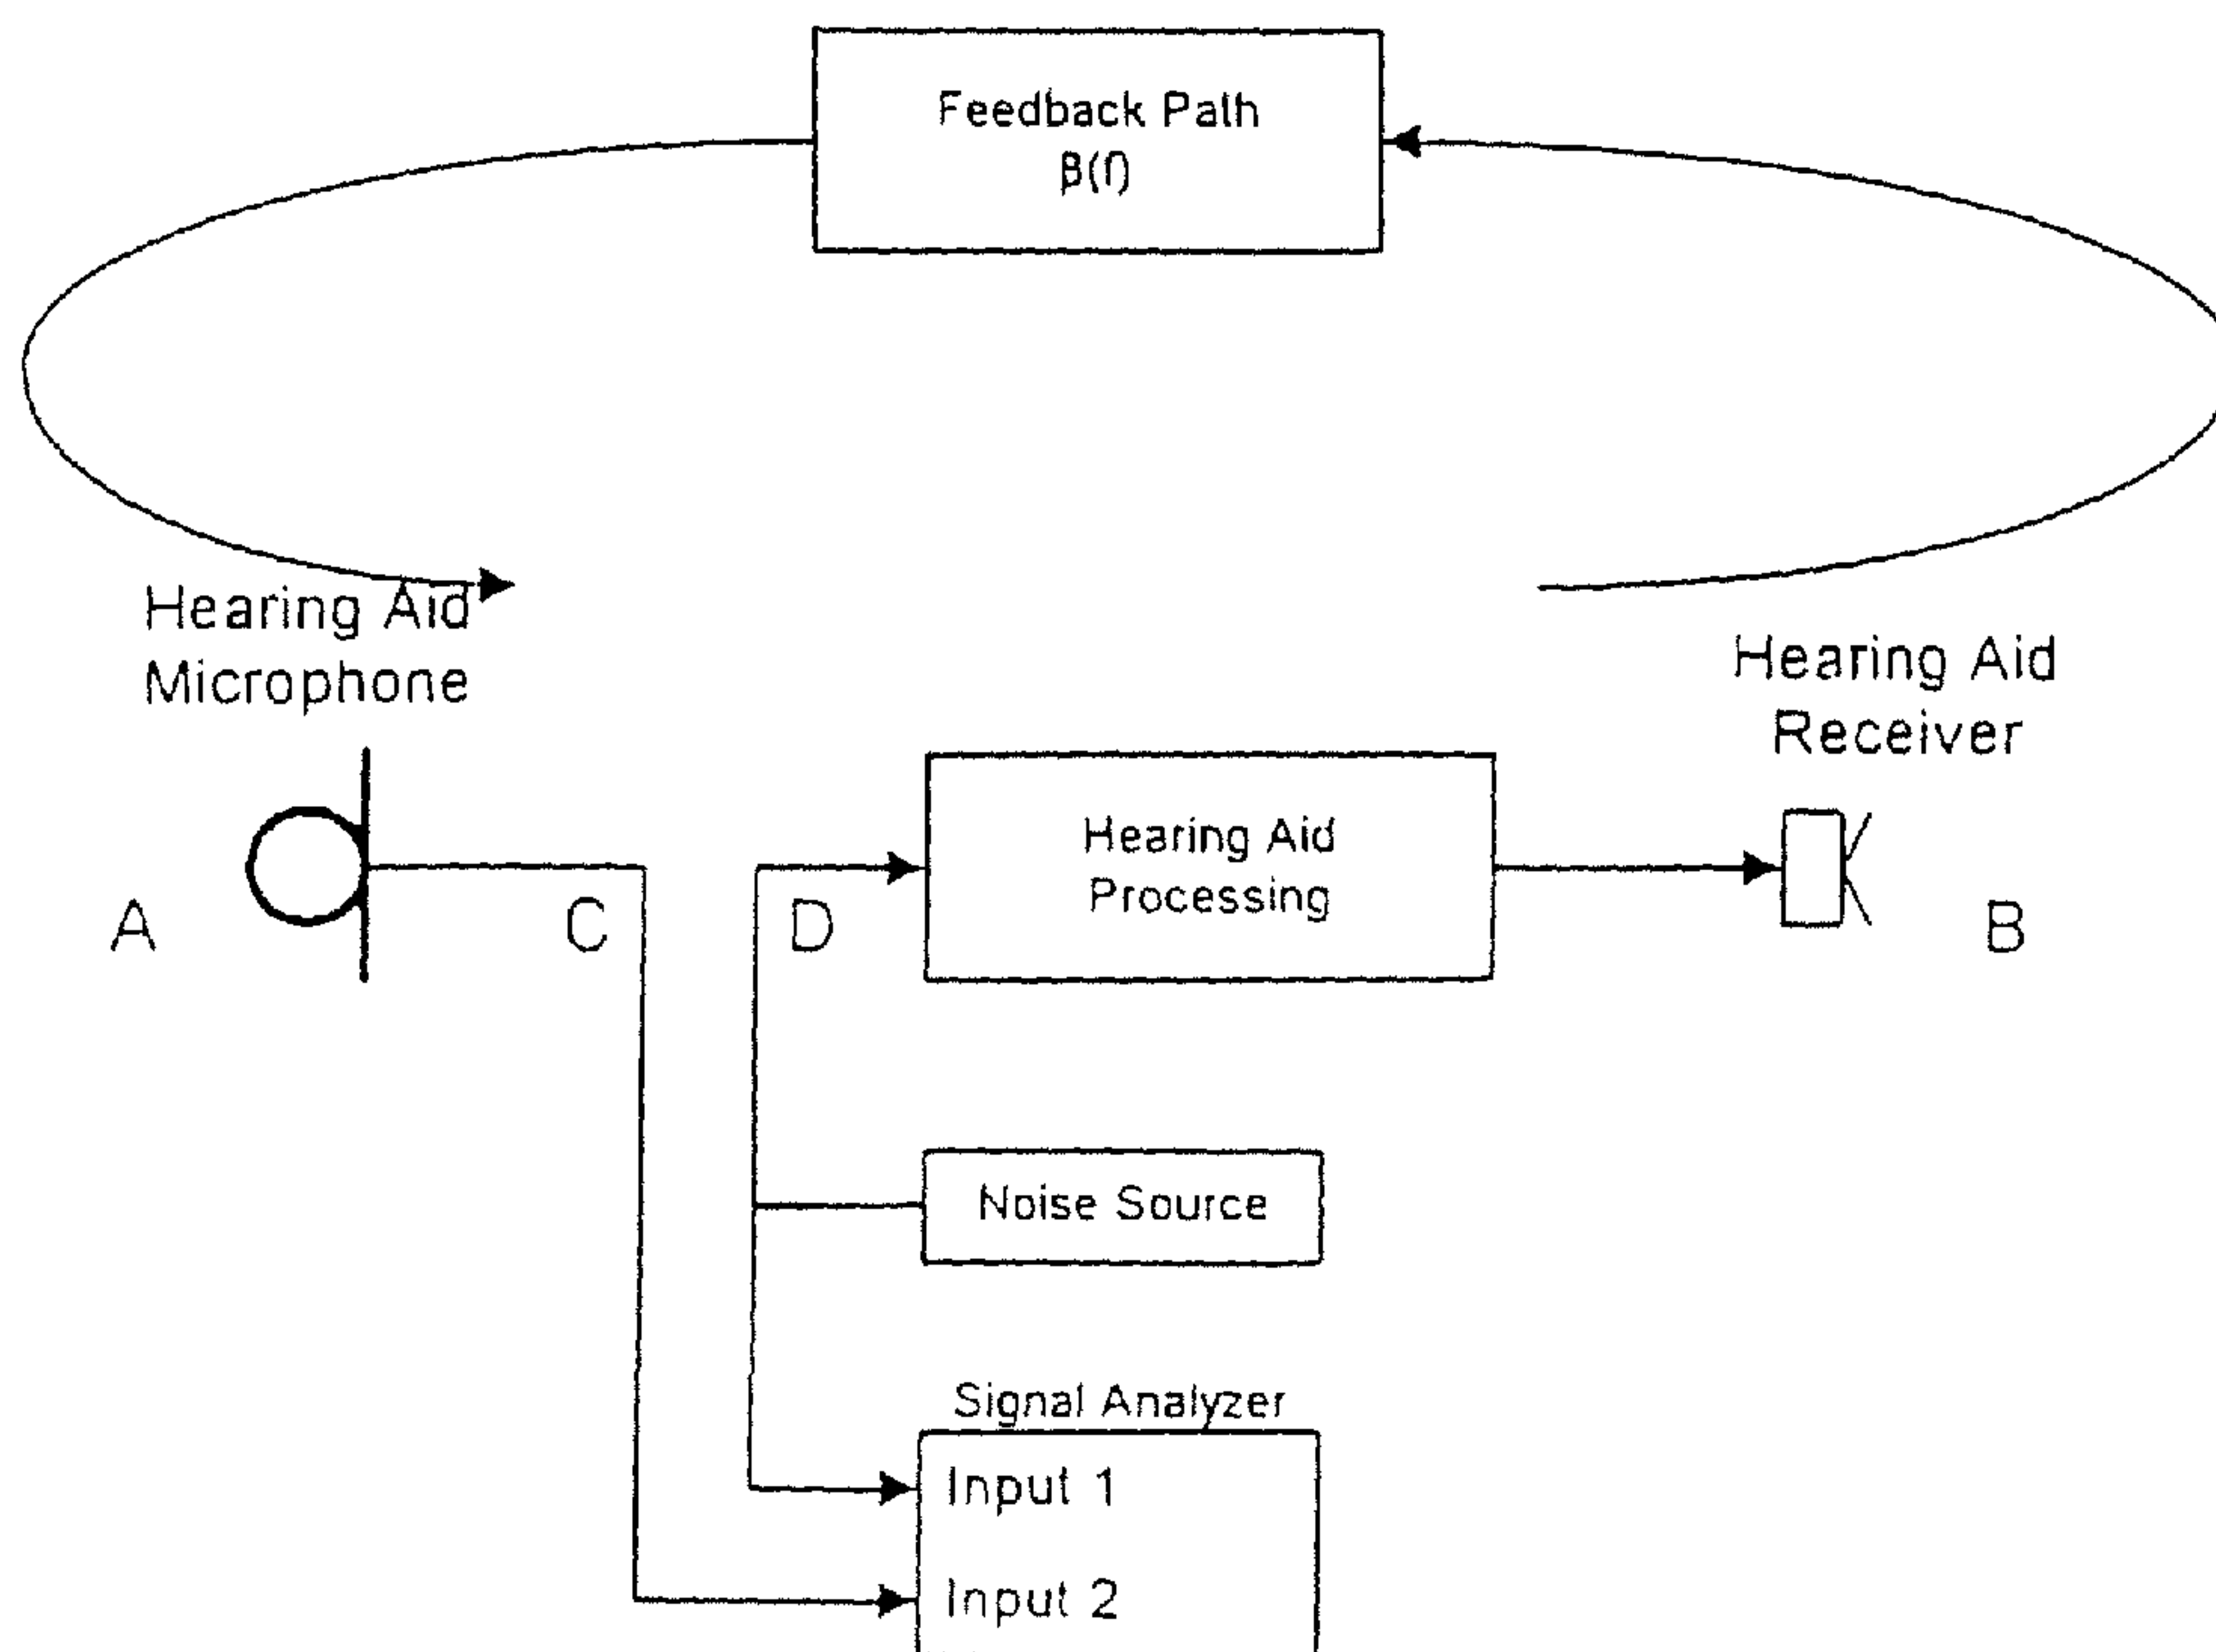 Feedback Path
β(f)
Hearing Aid
Microphone
Hearing Aid
Receiver
Hearing Aid
Processing
A
C
D
B
Noise Source
Signal Analyzer
Input 1
Input 2